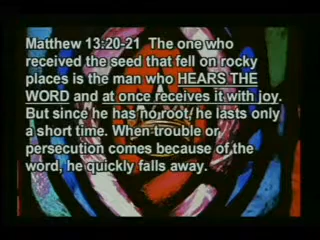 Matthew 13:20-21 The one who
received the seed that fell on rocky
places is the man who HEARS THE
WORD and at once receives it with joy.
But since he has no root, he lasts only
a short time. When trouble or
persecution comes because of the
word, he quickly falls away.